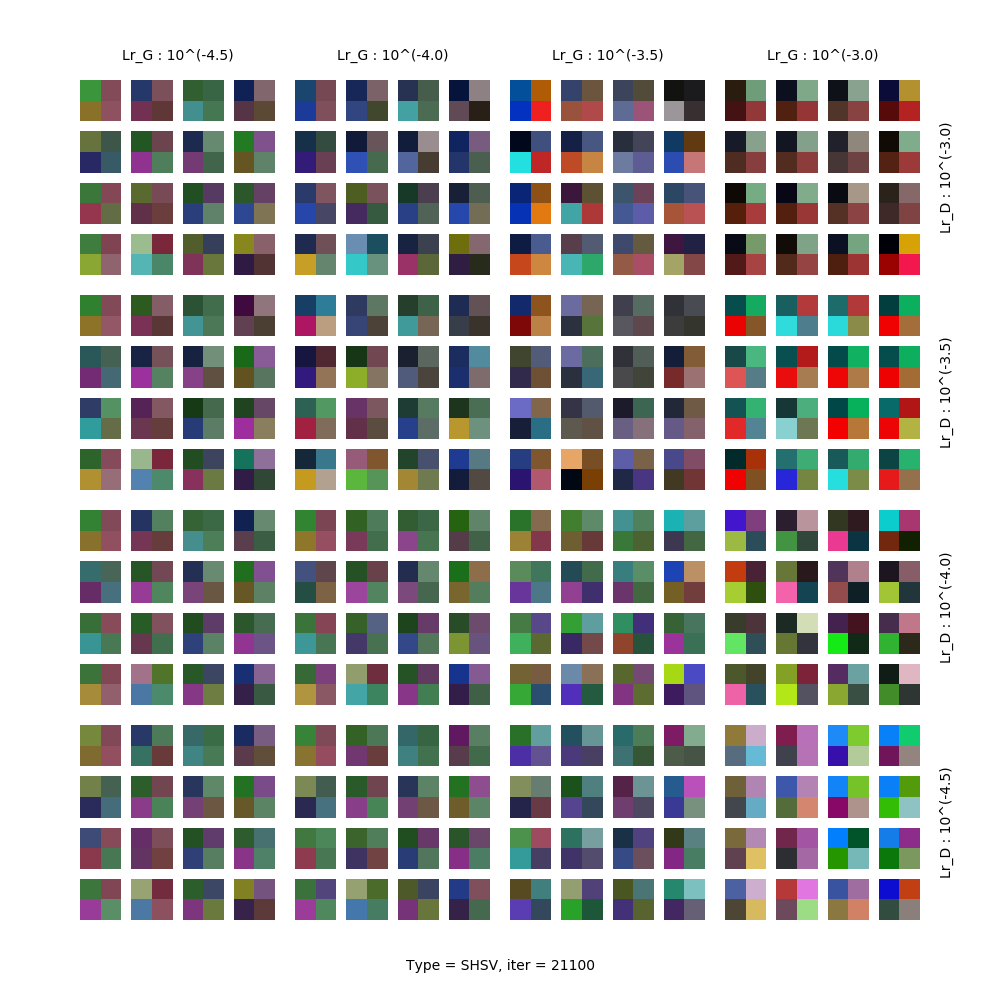 Lr_G : 10^(-4.5)
Lr_G : 10^(-4.0)
Lr_G : 10^(-3.5)
Lr_G : 10^(-3.0)
Lr_D : 10^(-3.0)
Lr_D : 10^(-3.5)
Lr_D : 10^(-4.0)
Lr_D : 10^(-4.5)
Type = SHSV, iter = 21100